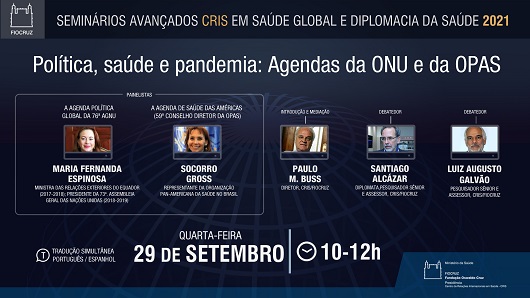 FIOCRUZ
SEMINÁRIOS AVANÇADOS CRIS EM SAÚDE GLOBAL E DIPLOMACIA DA SAÚDE 2021
Política, saúde e pandemia: Agendas da ONU e da OPAS
PAINELISTAS
A AGENDA POLÍTICA
GLOBAL DA 76ª AGNU
MARIA FERNANDA
ESPINOSA
MINISTRA DAS RELAÇÕES EXTERIORES DO EQUADOR
(2017-2018); PRESIDENTE DA 73ª. ASSEMBLEIA
GERAL DAS NAÇÕES UNIDAS (2018-2019)
A AGENDA DE SAÚDE DAS AMÉRICAS
(59º CONSELHO DIRETOR DA OPAS)
SOCORRO
GROSS
REPRESENTANTE DA ORGANIZAÇÃO
PAN-AMERICANA DA SAÚDE NO BRASIL
INTRODUÇÃO E MEDIAÇÃO
PAULO
M. BUSS
DIRETOR, CRIS/FIOCRUZ
DEBATEDOR
SANTIAGO
ALCÁZAR
DIPLOMATA, PESQUISADOR SÊNIOR
E ASSESSOR, CRIS/FIOCRUZ
DEBATEDOR
LUIZ AUGUSTO
GALVÃO
PESQUISADOR SÊNIOR E
ASSESSOR, CRIS/FIOCRUZ
TRADUÇÃO SIMULTÂNEA
PORTUGUÊS / ESPANHOL
QUARTA-FEIRA
29 DE SETEMBRO
10-12h
Ministério da Saúde
FIOCRUZ
Fundação Oswaldo Cruz
Presidência